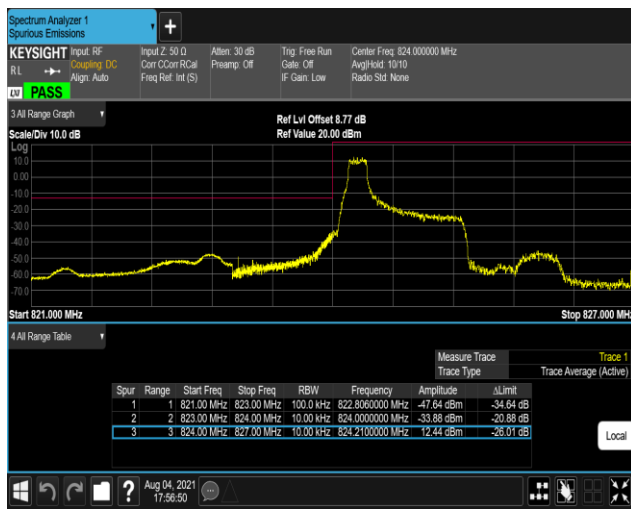 Spectrum Analyzer 1
Spurious Emissions
KEYSIGHT Input: RF Input Z: 50 Ω Atten: 30 dB Trig: Free Run Center Freq: 824.000000 MHz
RL Coupling: DC Corr CCorr RCal Preamp: Off Gate: Off Avg|Hold: 10/10
Align: Auto Freq Ref: Int (S) IF Gain: Low Radio Std: None
LXI PASS
3 All Range Graph
Ref Lvl Offset 8.77 dB
Scale/Div 10.0 dB Ref Value 20.00 dBm
Log
10.0
0.00
-10.0
-20.0
-30.0
-40.0
-50.0
-60.0
-70.0
Start 821.000 MHz Stop 827.000 MHz
4 All Range Table
Measure Trace Trace 1
Trace Type Trace Average (Active)
Spur Range Start Freq Stop Freq RBW Frequency Amplitude ΔLimit
1 1 821.00 MHz 823.00 MHz 100.0 kHz 822.8060000 MHz -47.64 dBm -34.64 dB
2 2 823.00 MHz 824.00 MHz 10.00 kHz 824.0000000 MHz -33.88 dBm -20.88 dB
3 3 824.00 MHz 827.00 MHz 10.00 kHz 824.2100000 MHz 12.44 dBm -26.01 dB
Local
? Aug 04, 2021
17:56:50